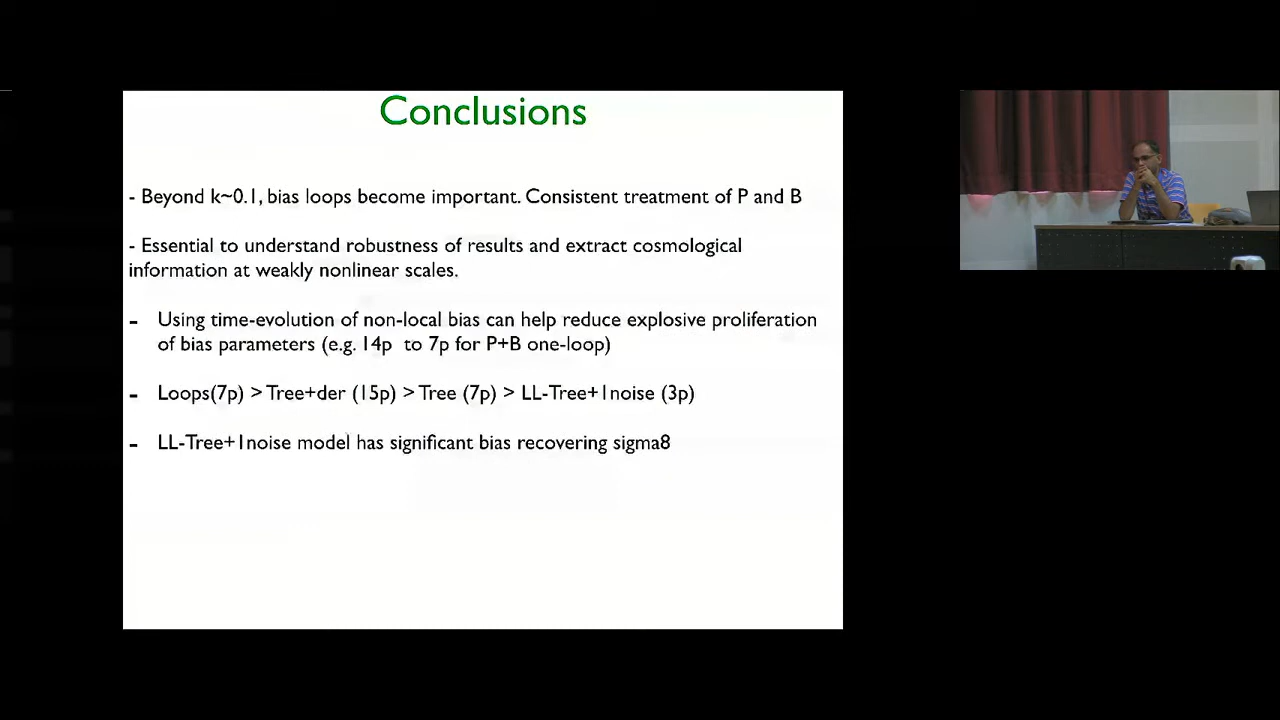 Conclusions
- Beyond k~0.1, bias loops become important. Consistent treatment of P and B
- Essential to understand robustness of results and extract cosmological
information at weakly nonlinear scales.
- Using time-evolution of non-local bias can help reduce explosive proliferation
of bias parameters (e.g. 14p to 7p for P+B one-loop)
- Loops(7p) > Tree+der (15p) > Tree (7p) > LL-Tree+1noise (3p)
- LL-Tree+1noise model has significant bias recovering sigma8